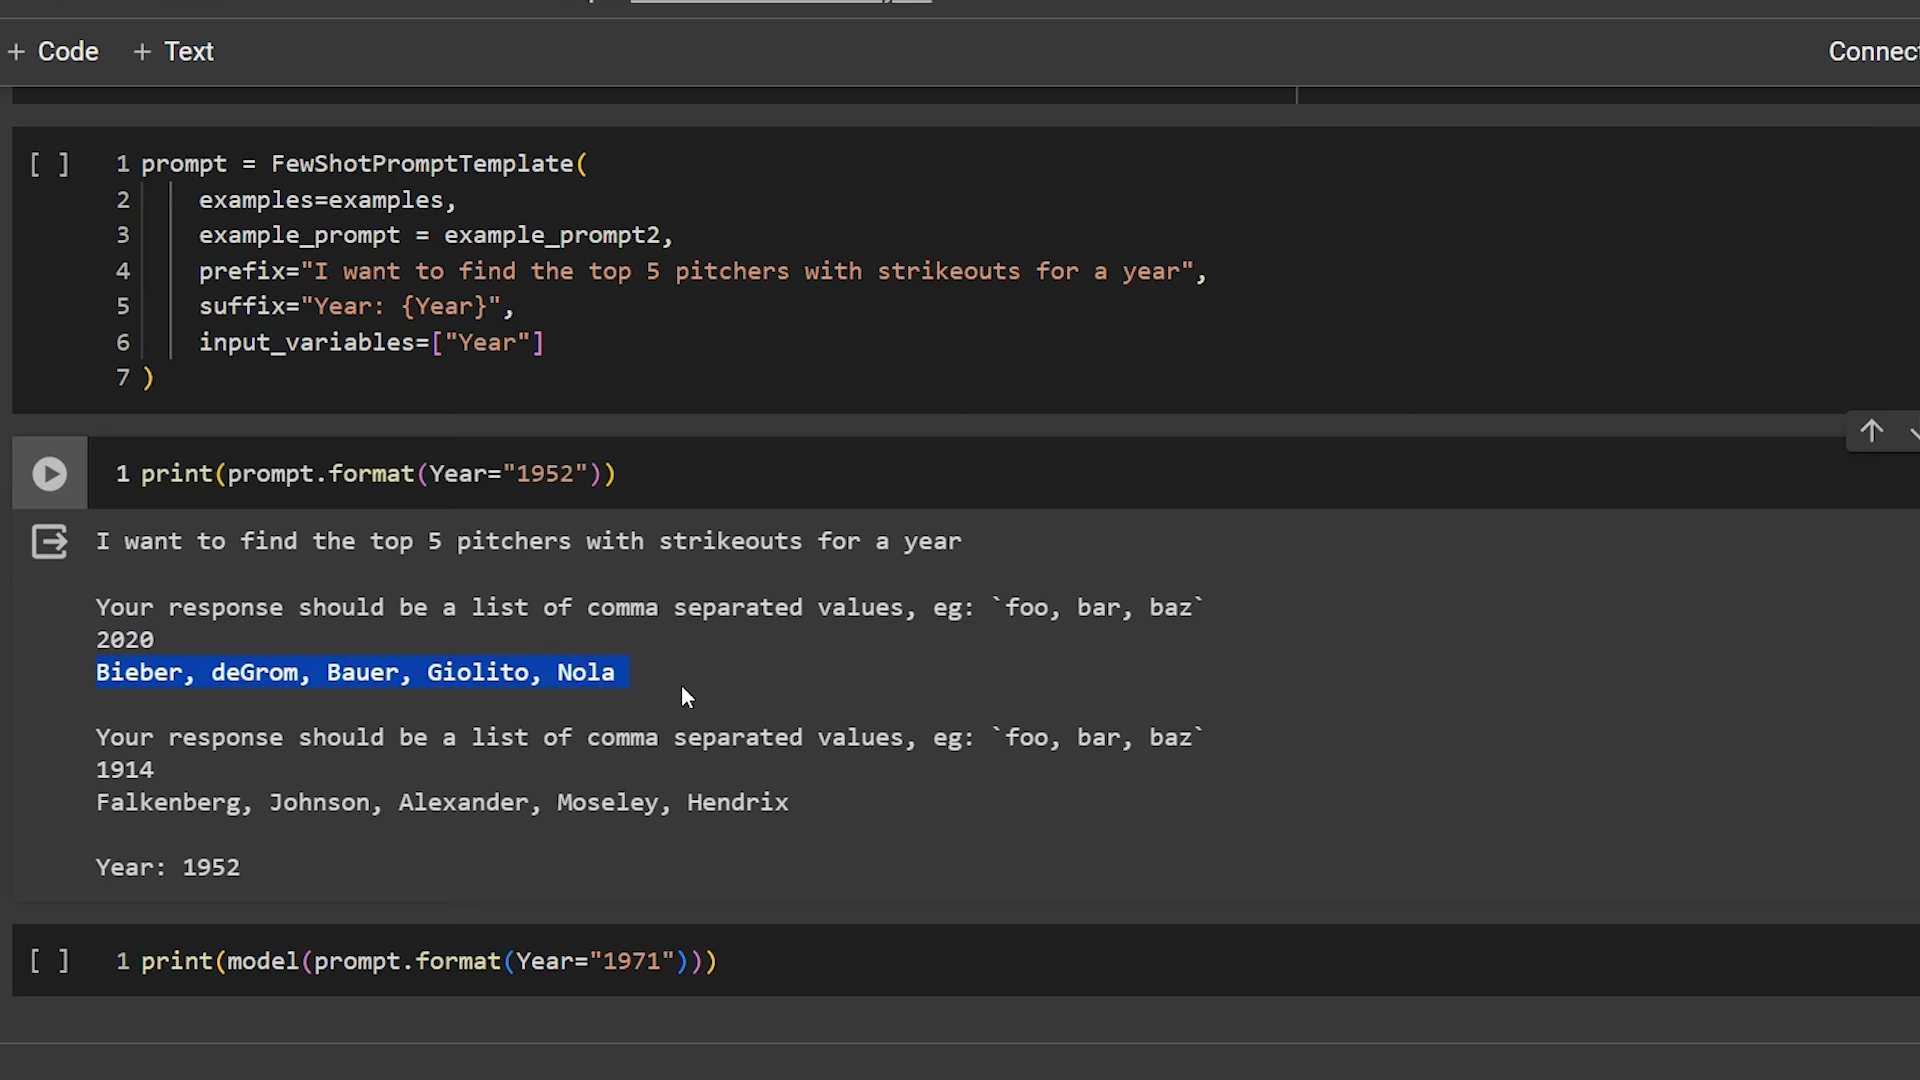 + Code + Text Connect
[ ] 1 prompt = FewShotPromptTemplate(
2 examples=examples,
3 example_prompt = example_prompt2,
4 prefix="I want to find the top 5 pitchers with strikeouts for a year",
5 suffix="Year: {Year}",
6 input_variables=["Year"]
7 )
1 print(prompt.format(Year="1952"))
I want to find the top 5 pitchers with strikeouts for a year
Your response should be a list of comma separated values, eg: `foo, bar, baz`
2020
Bieber, deGrom, Bauer, Giolito, Nola
Your response should be a list of comma separated values, eg: `foo, bar, baz`
1914
Falkenberg, Johnson, Alexander, Moseley, Hendrix
Year: 1952
[ ] 1 print(model(prompt.format(Year="1971")))